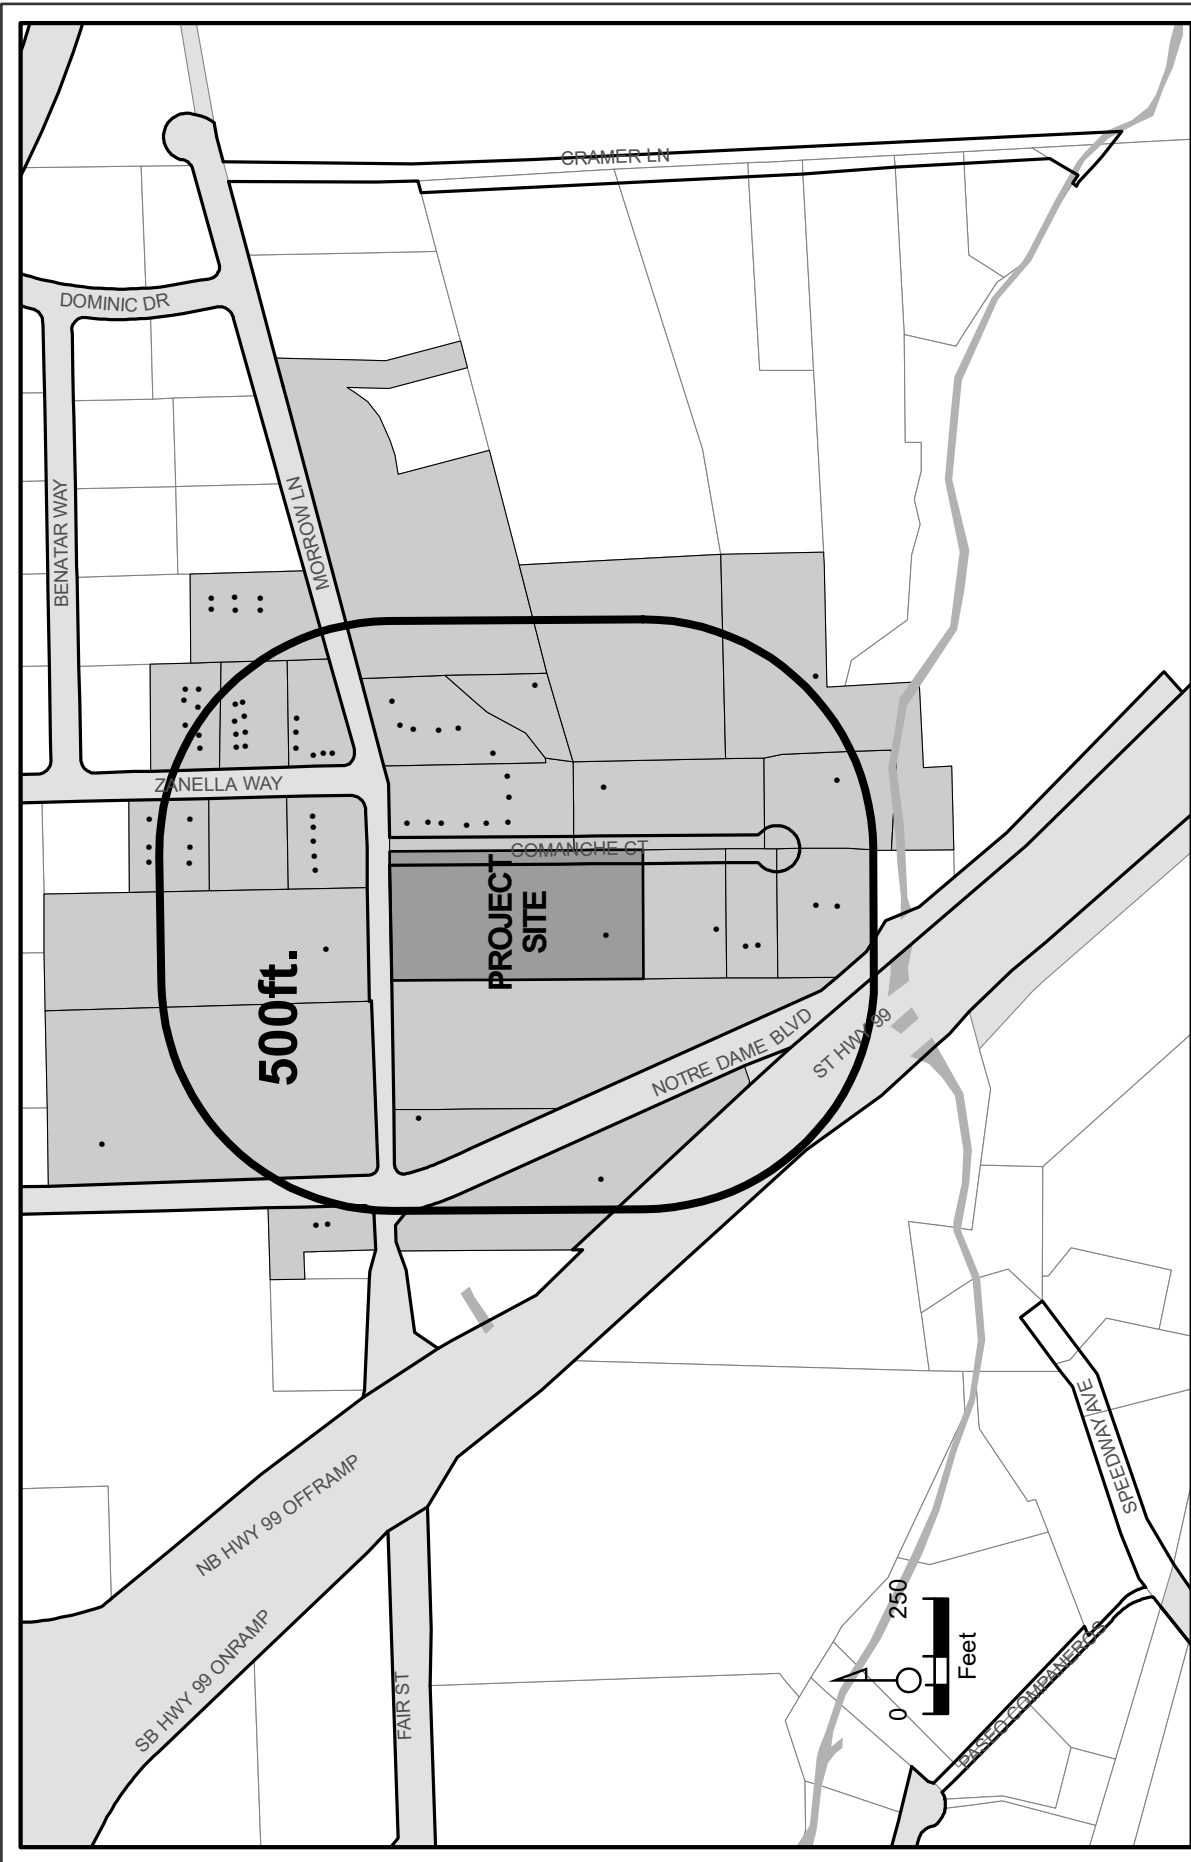 CRAMER LN
DOMINIC DR
BENATAR WAY
MORROW LN
ZANELLA WAY
COMANCHE CT
PROJECT
SITE
500ft.
NOTRE DAME BLVD
ST HWY 99
SPEEDWAY AVE
NB HWY 99 OFFRAMP
SB HWY 99 ONRAMP
FAIR ST
0
250
Feet
PASEO COMPANEROS